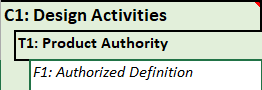 C1: Design Activities
T1: Product Authority
F1: Authorized Definition